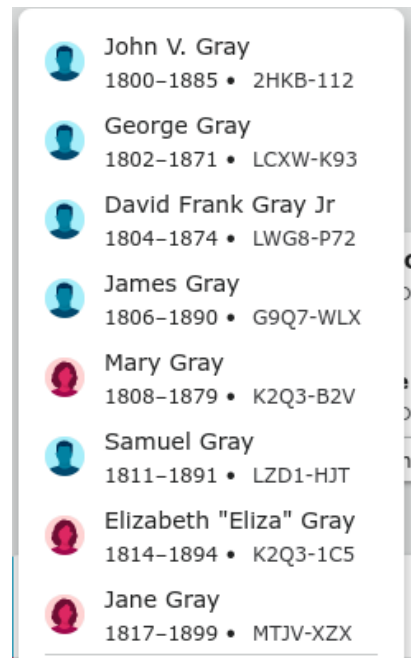 John V. Gray
1800–1885 • 2HKB-112
George Gray
1802–1871 • LCXW-K93
David Frank Gray Jr
1804–1874 • LWG8-P72
James Gray
1806–1890 • G9Q7-WLX
Mary Gray
1808–1879 • K2Q3-B2V
Samuel Gray
1811–1891 • LZD1-HJT
Elizabeth "Eliza" Gray
1814–1894 • K2Q3-1C5
Jane Gray
1817–1899 • MTJV-XZX